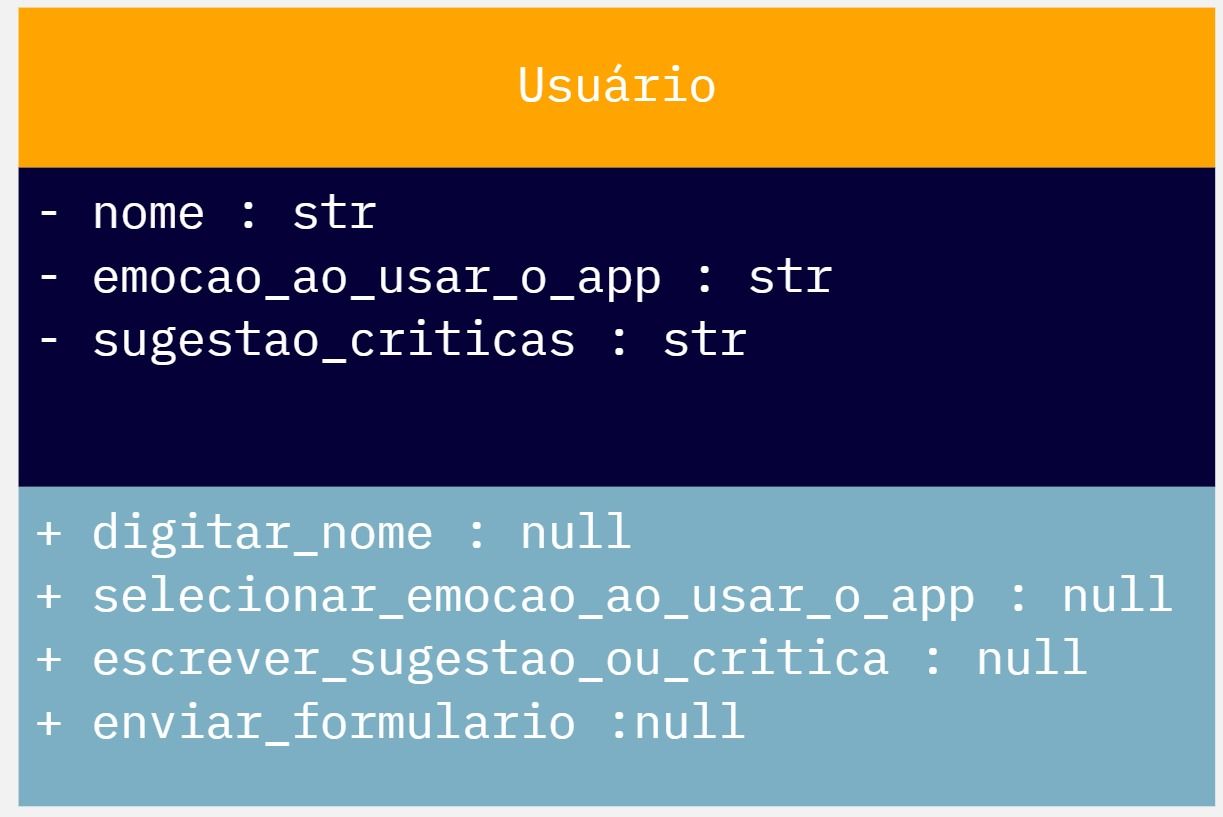 Usuário
- nome : str
- emocao_ao_usar_o_app : str
- sugestao_criticas : str
+ digitar_nome : null
+ selecionar_emocao_ao_usar_o_app : null
+ escrever_sugestao_ou_critica : null
+ enviar_formulario :null